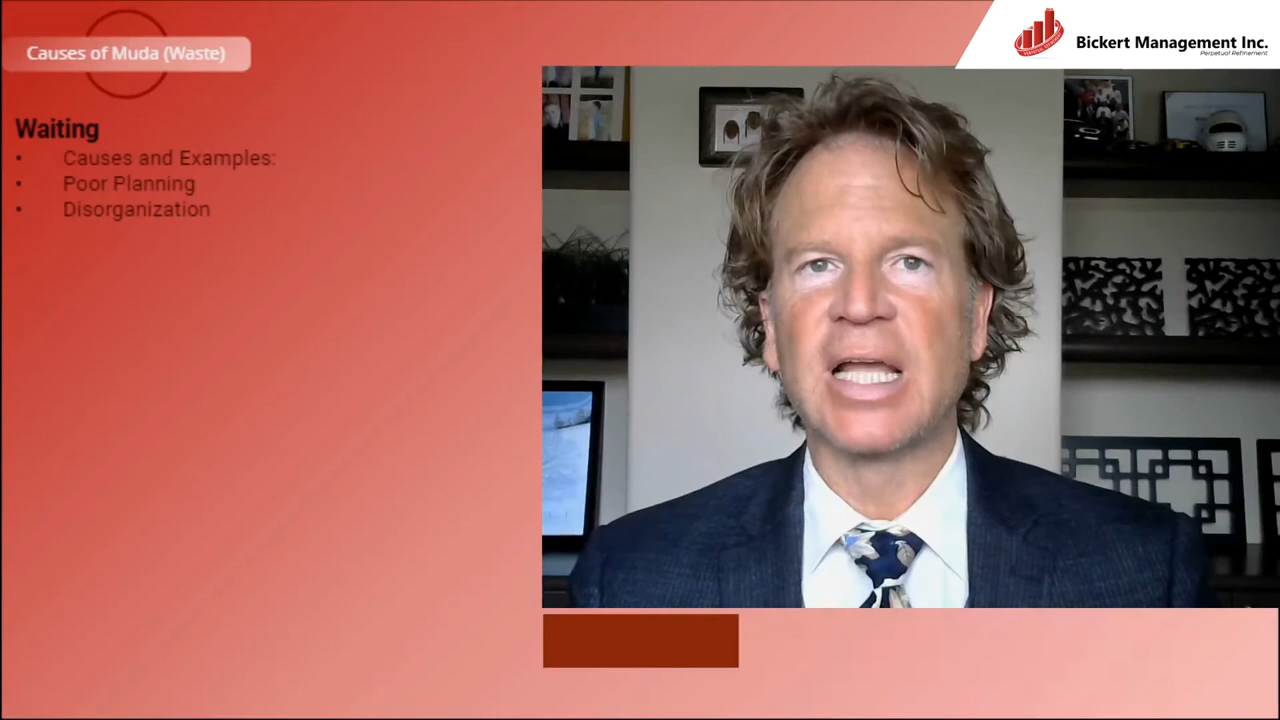 Causes of Muda (Waste)
Bickert Management Inc.
Perpetual Refinement
Waiting
• Causes and Examples:
• Poor Planning
• Disorganization